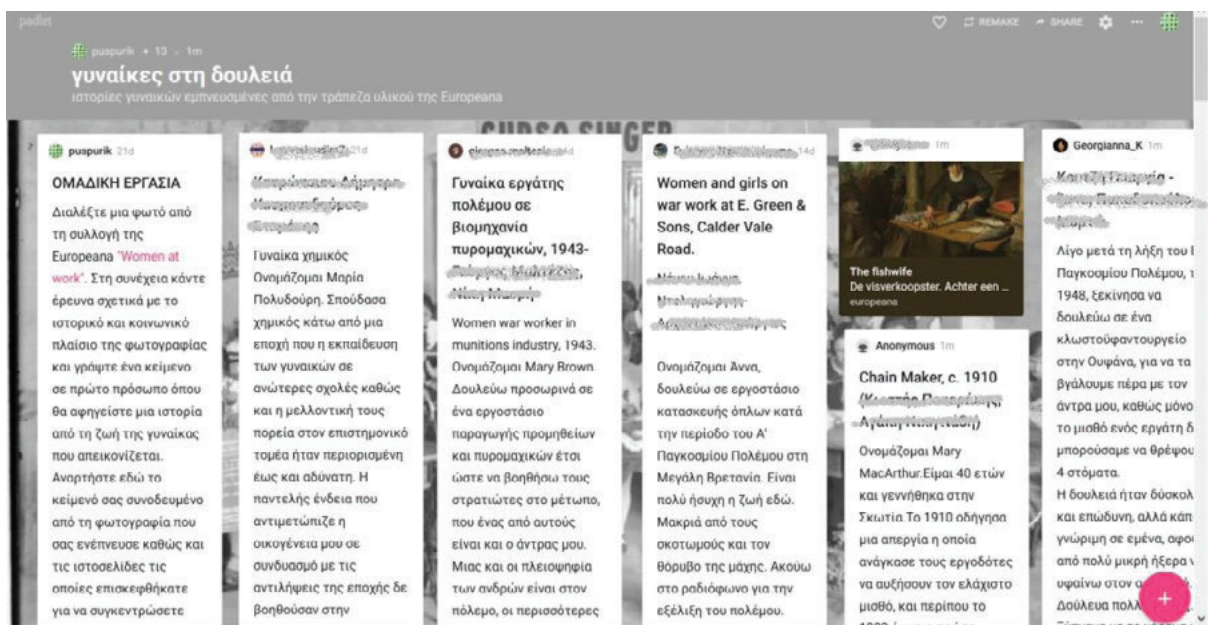 padlet
REMAKE
SHARE
puspurik + 13 • 1m
γυναίκες στη δουλειά
ιστορίες γυναικών εμπνευσμένες από την τράπεζα υλικού της Europeana
CURSO SINGER
puspurik 21d
ΟΜΑΔΙΚΗ ΕΡΓΑΣΙΑ
Διαλέξτε μια φωτό από
τη συλλογή της
Europeana "Women at
work". Στη συνέχεια κάντε
έρευνα σχετικά με το
ιστορικό και κοινωνικό
πλαίσιο της φωτογραφίας
και γράψτε ένα κείμενο
σε πρώτο πρόσωπο όπου
θα αφηγείστε μια ιστορία
από τη ζωή της γυναίκας
που απεικονίζεται.
Αναρτήστε εδώ το
κείμενό σας συνοδευμένο
από τη φωτογραφία που
σας ενέπνευσε καθώς και
τις ιστοσελίδες τις
οποίες επισκεφθήκατε
για να συγκεντρώσετε
21d
Γυναίκα χημικός
Ονομάζομαι Μαρία
Πολυδούρη. Σπούδασα
χημικός κάτω από μια
εποχή που η εκπαίδευση
των γυναικών σε
ανώτερες σχολές καθώς
και η μελλοντική τους
πορεία στον επιστημονικό
τομέα ήταν περιορισμένη
έως και αδύνατη. Η
παντελής ένδεια που
αντιμετώπιζε η
οικογένεια μου σε
συνδυασμό με τις
αντιλήψεις της εποχής δε
βοηθούσαν στην
14d
Γυναίκα εργάτης
πολέμου σε
βιομηχανία
πυρομαχικών, 1943-
Women war worker in
munitions industry, 1943.
Ονομάζομαι Mary Brown.
Δουλεύω προσωρινά σε
ένα εργοστάσιο
παραγωγής προμηθείων
και πυρομαχικών έτσι
ώστε να βοηθήσω τους
στρατιώτες στο μέτωπο,
που ένας από αυτούς
είναι και ο άντρας μου.
Μιας και οι πλειοψηφία
των ανδρών είναι στον
πόλεμο, οι περισσότερες
14d
Women and girls on
war work at E. Green &
Sons, Calder Vale
Road.
Ονομάζομαι Άννα,
δουλεύω σε εργοστάσιο
κατασκευής όπλων κατά
την περίοδο του Α'
Παγκοσμίου Πολέμου στη
Μεγάλη Βρετανία. Είναι
πολύ ήσυχη η ζωή εδώ.
Μακριά από τους
σκοτωμούς και τον
θόρυβο της μάχης. Ακούω
στο ραδιόφωνο για την
εξέλιξη του πολέμου.
1m
The fishwife
De visverkoopster. Achter een ...
europeana
Anonymous 1m
Chain Maker, c. 1910
Ονομάζομαι Mary
MacArthur.Είμαι 40 ετών
και γεννήθηκα στην
Σκωτία.Το 1910 οδήγησα
μια απεργία η οποία
ανάγκασε τους εργοδότες
να αυξήσουν τον ελάχιστο
μισθό, και περίπου το
Georgianna_K 1m
Λίγο μετά τη λήξη του
Παγκοσμίου Πολέμου,
1948, ξεκίνησα να
δουλεύω σε ένα
κλωστοϋφαντουργείο
στην Ουψάνα, για να τα
βγάλουμε πέρα με τον
άντρα μου, καθώς μόνο
το μισθό ενός εργάτη
μπορούσαμε να θρέψου
4 στόματα.
Η δουλειά ήταν δύσκολ
και επώδυνη, αλλά κάπ
γνώριμη σε εμένα, αφο
από πολύ μικρή ήξερα
υφαίνω στον
Δούλευα πολλ